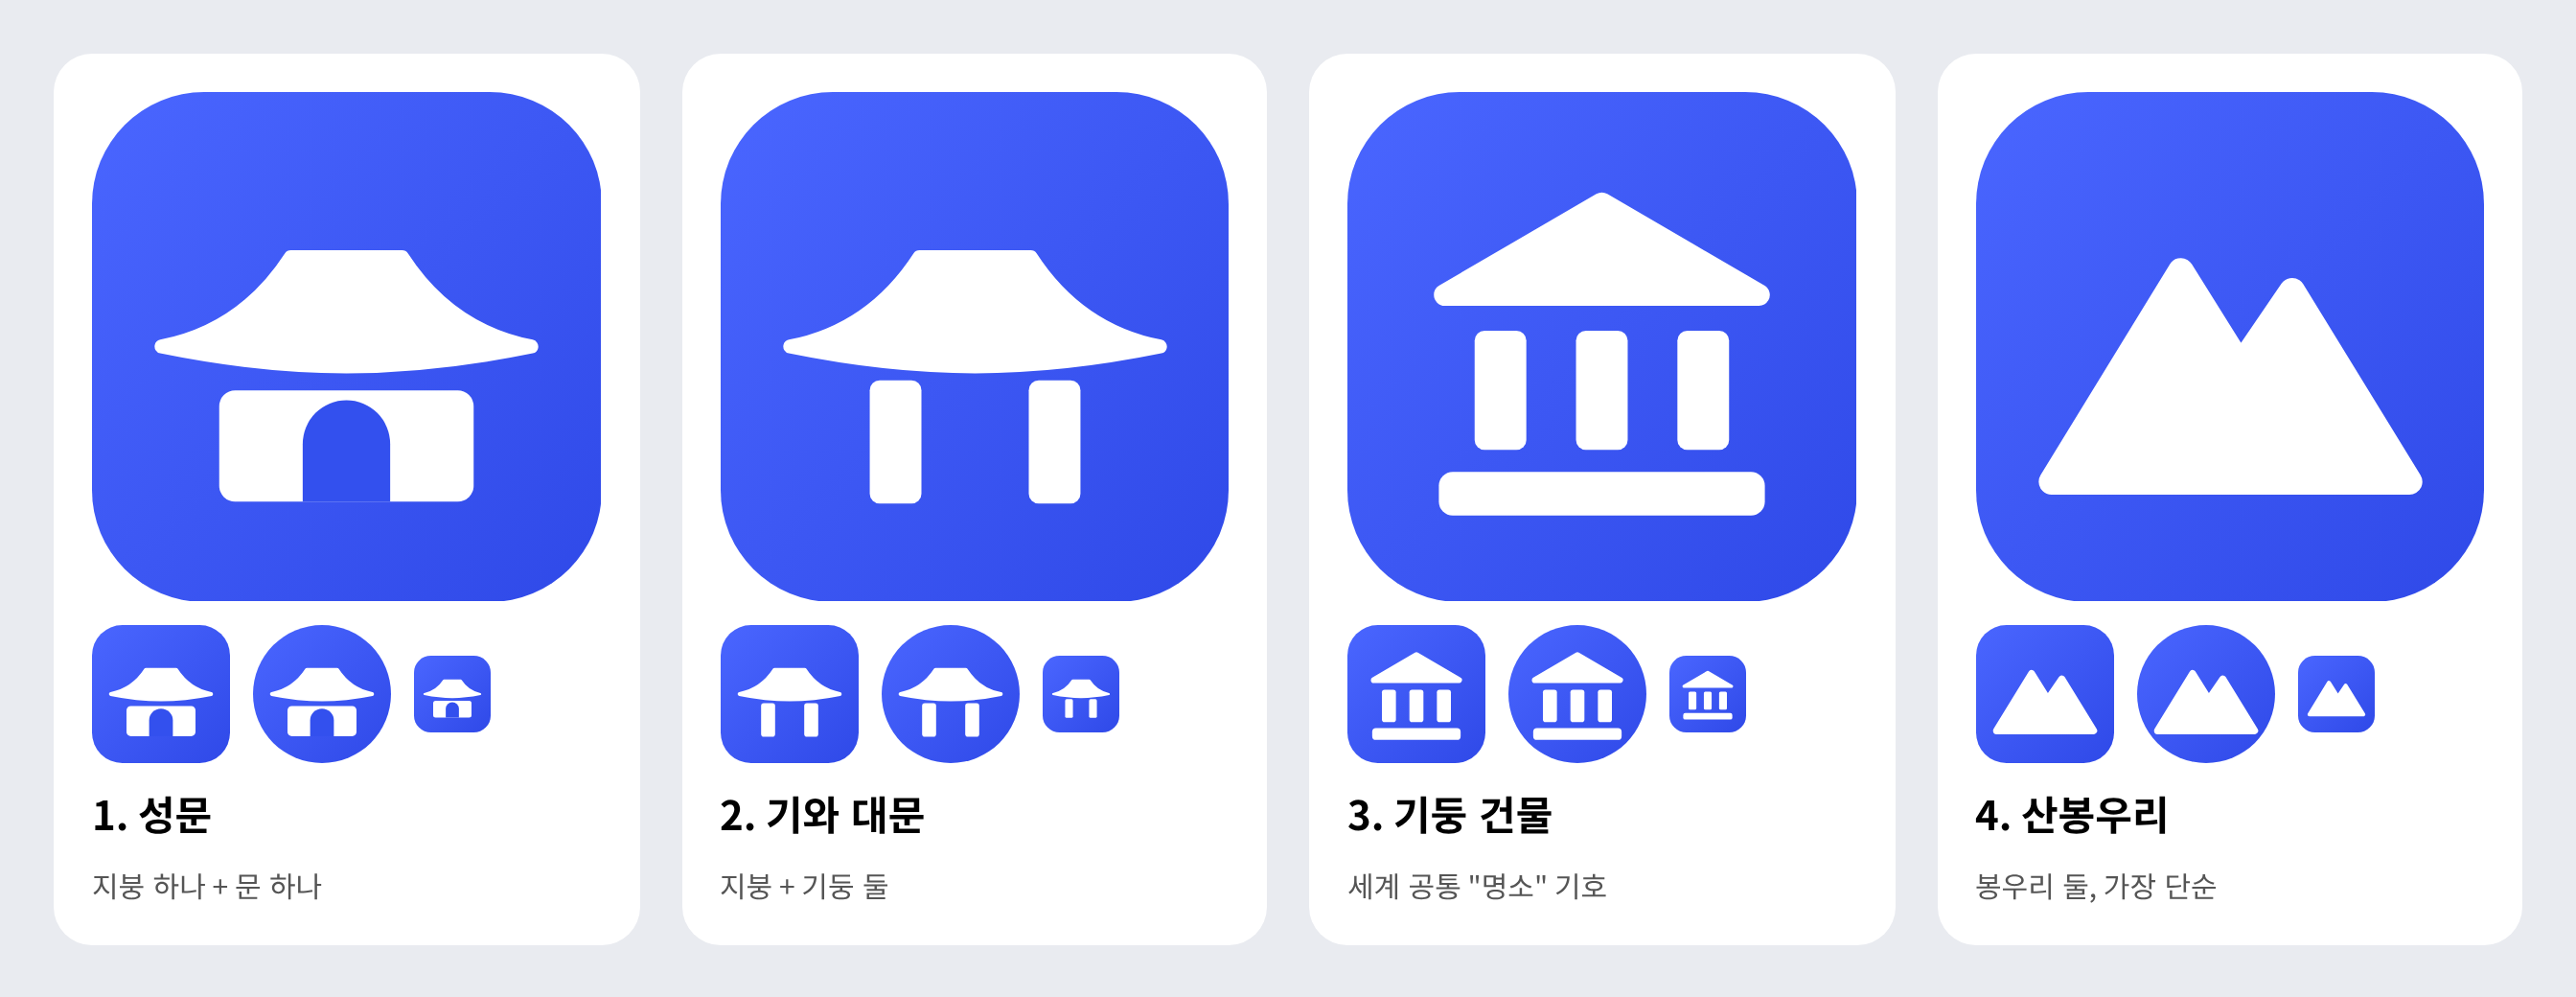 1. 성문
지붕 하나 + 문 하나
2. 기와 대문
지붕 + 기둥 둘
3. 기둥 건물
세계 공통 "명소" 기호
4. 산봉우리
봉우리 둘, 가장 단순